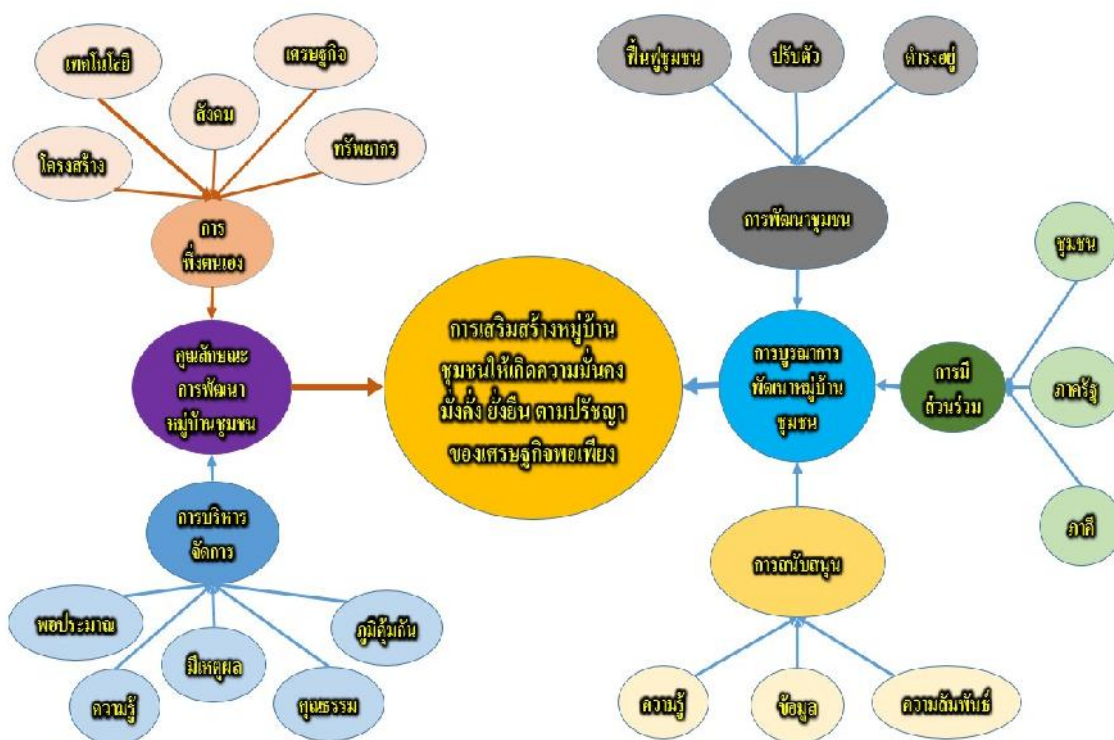 เทคโนโลยี
เศรษฐกิจ
สังคม
โครงสร้าง
ทรัพยากร
การ
พึ่งตนเอง
คุณลักษณะ
การพัฒนา
หมู่บ้านชุมชน
การบริหาร
จัดการ
พอประมาณ
ภูมิคุ้มกัน
มีเหตุผล
ความรู้
คุณธรรม
การเสริมสร้างหมู่บ้าน
ชุมชนให้เกิดความมั่นคง
มั่งคั่ง ยั่งยืน ตามปรัชญา
ของเศรษฐกิจพอเพียง
ฟื้นฟูชุมชน
ปรับตัว
ดำรงอยู่
การพัฒนาชุมชน
การบูรณาการ
พัฒนาหมู่บ้าน
ชุมชน
การมี
ส่วนร่วม
ชุมชน
ภาครัฐ
ภาคี
การสนับสนุน
ความรู้
ข้อมูล
ความสัมพันธ์